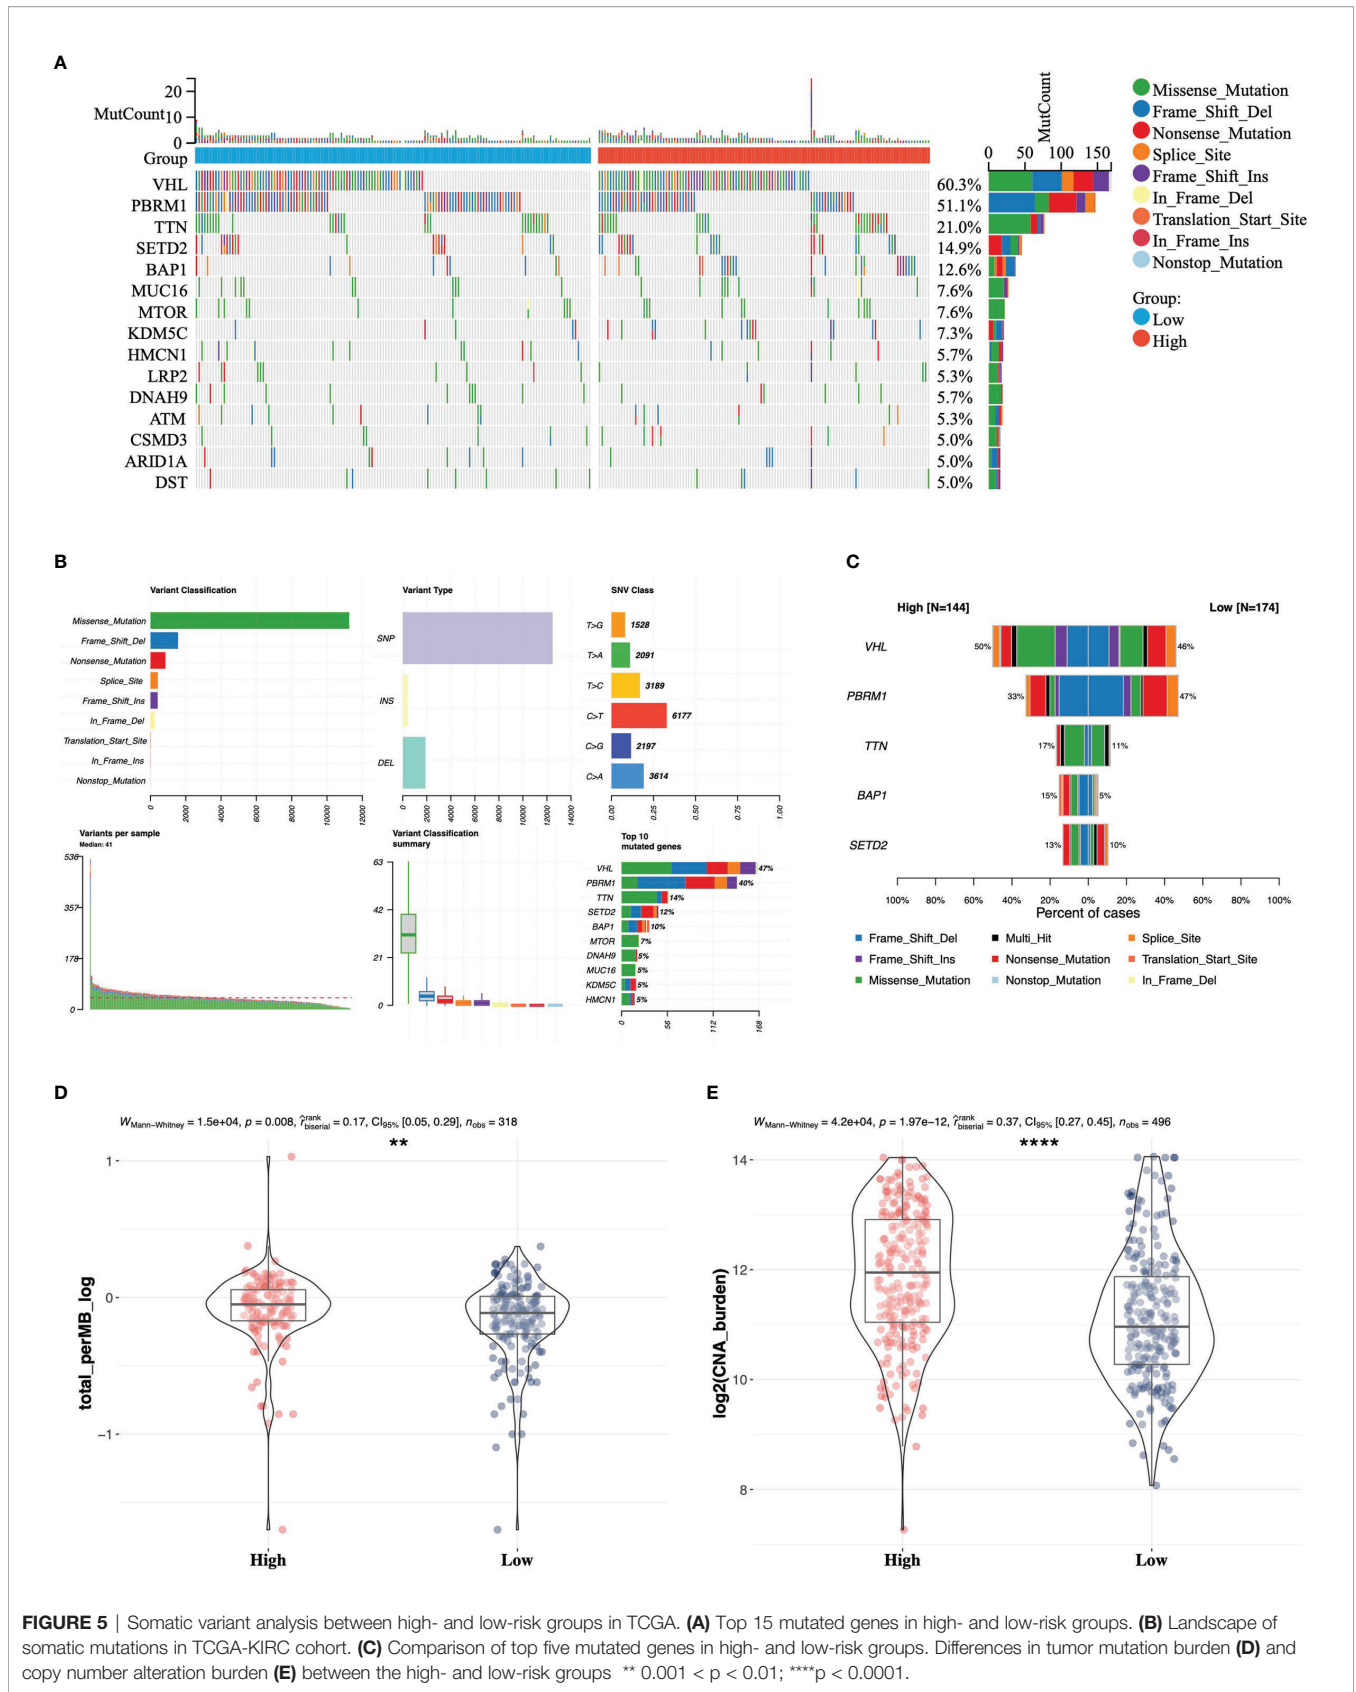 A
20
MutCount10
0
Group
VHL
PBRM1
TTN
SETD2
BAP1
MUC16
MTOR
KDM5C
HMCN1
LRP2
DNAH9
ATM
CSMD3
ARID1A
DST
60.3%
51.1%
21.0%
14.9%
12.6%
7.6%
7.6%
7.3%
5.7%
5.3%
5.7%
5.3%
5.0%
5.0%
5.0%
MutCount
0 50 100 150
Missense_Mutation
Frame_Shift_Del
Nonsense_Mutation
Splice_Site
Frame_Shift_Ins
In_Frame_Del
Translation_Start_Site
In_Frame_Ins
Nonstop_Mutation
Group:
Low
High
B
Variant Classification
Missense_Mutation
Frame_Shift_Del
Nonsense_Mutation
Splice_Site
Frame_Shift_Ins
In_Frame_Del
Translation_Start_Site
In_Frame_Ins
Nonstop_Mutation
0 2000 4000 6000 8000 10000 12000
Variant Type
SNP
INS
DEL
0 2000 4000 6000 8000 10000 12000 14000
SNV Class
T>G 1528
T>A 2091
T>C 3189
C>T 6177
C>G 2197
C>A 3614
0.00 0.25 0.50 0.75 1.00
Variants per sample
Median: 41
536
357
178
0
Variant Classification
summary
63
42
21
0
Top 10
mutated genes
VHL 47%
PBRM1 40%
TTN 14%
SETD2 12%
BAP1 10%
MTOR 7%
DNAH9 5%
MUC16 5%
KDM5C 5%
HMCN1 5%
0 56 112 168
C
High [N=144] Low [N=174]
VHL 50% 46%
PBRM1 33% 47%
TTN 17% 11%
BAP1 15% 5%
SETD2 13% 10%
100% 80% 60% 40% 20% 0% 20% 40% 60% 80% 100%
Percent of cases
Frame_Shift_Del Multi_Hit Splice_Site
Frame_Shift_Ins Nonsense_Mutation Translation_Start_Site
Missense_Mutation Nonstop_Mutation In_Frame_Del
D
W Mann−Whitney = 1.5e+04, p = 0.008, r̂ rank biserial = 0.17, CI95% [0.05, 0.29], nobs = 318
**
1
0
−1
total_perMB_log
High Low
E
W Mann−Whitney = 4.2e+04, p = 1.97e−12, r̂ rank biserial = 0.37, CI95% [0.27, 0.45], nobs = 496
****
14
12
10
8
log2(CNA_burden)
High Low
FIGURE 5 | Somatic variant analysis between high- and low-risk groups in TCGA. (A) Top 15 mutated genes in high- and low-risk groups. (B) Landscape of
somatic mutations in TCGA-KIRC cohort. (C) Comparison of top five mutated genes in high- and low-risk groups. Differences in tumor mutation burden (D) and
copy number alteration burden (E) between the high- and low-risk groups ** 0.001 < p < 0.01; ****p < 0.0001.